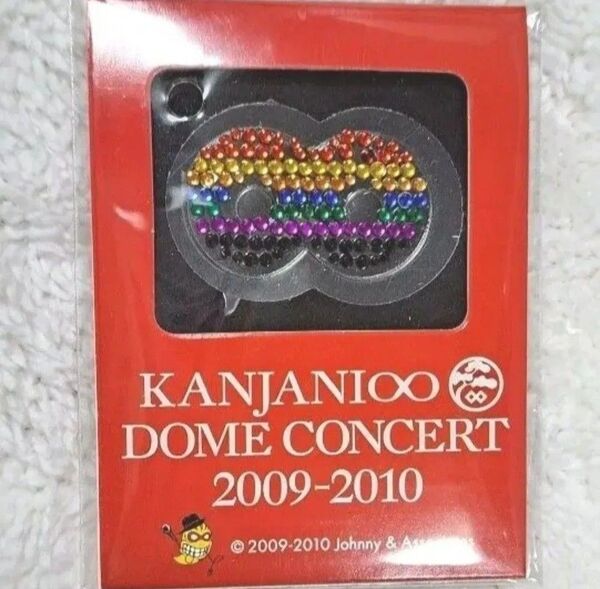 KANJANI∞
DOME CONCERT
2009-2010
© 2009-2010 Johnny &